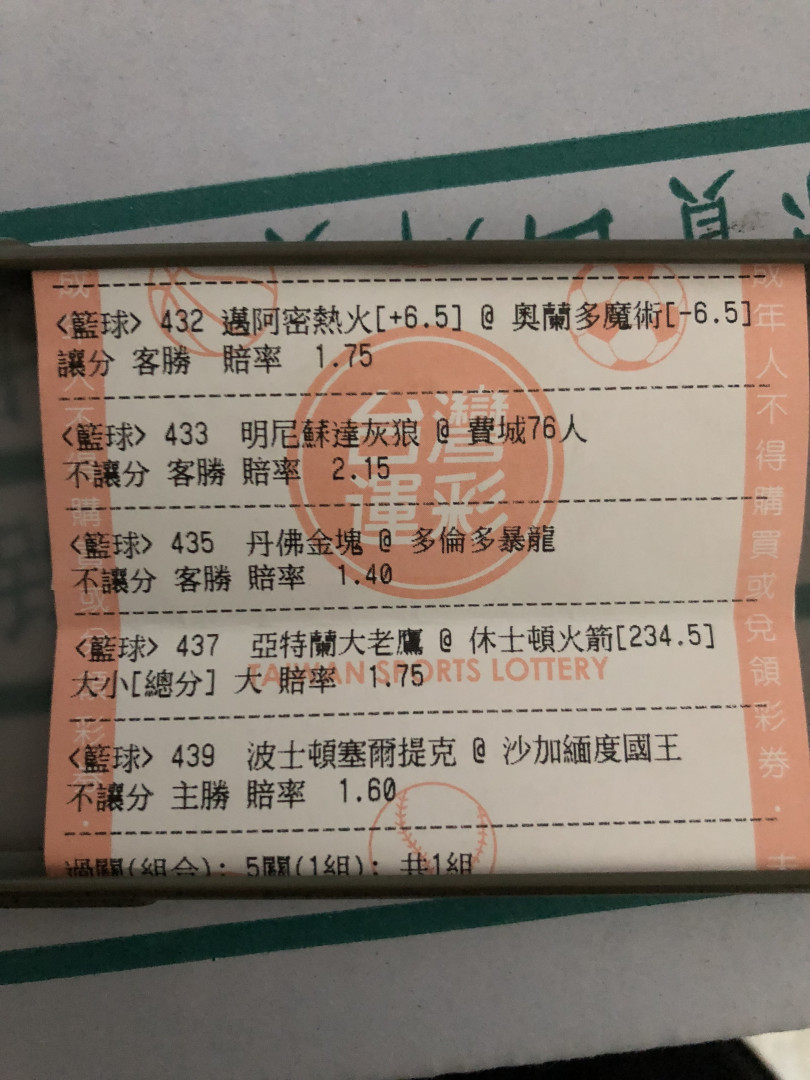 <籃球> 432 邁阿密熱火[+6.5] @ 奧蘭多魔術[-6.5]
讓分 客勝 賠率 1.75
<籃球> 433 明尼蘇達灰狼 @ 費城76人
不讓分 客勝 賠率 2.15
<籃球> 435 丹佛金塊 @ 多倫多暴龍
不讓分 客勝 賠率 1.40
<籃球> 437 亞特蘭大老鷹 @ 休士頓火箭[234.5]
大小[總分] 大 賠率 1.75
<籃球> 439 波士頓塞爾提克 @ 沙加緬度國王
不讓分 主勝 賠率 1.60
過關(組合): 5關(1組): 共1組
台灣
運彩
TAIWAN SPORTS LOTTERY
成年人不得購買或兌領彩券．未